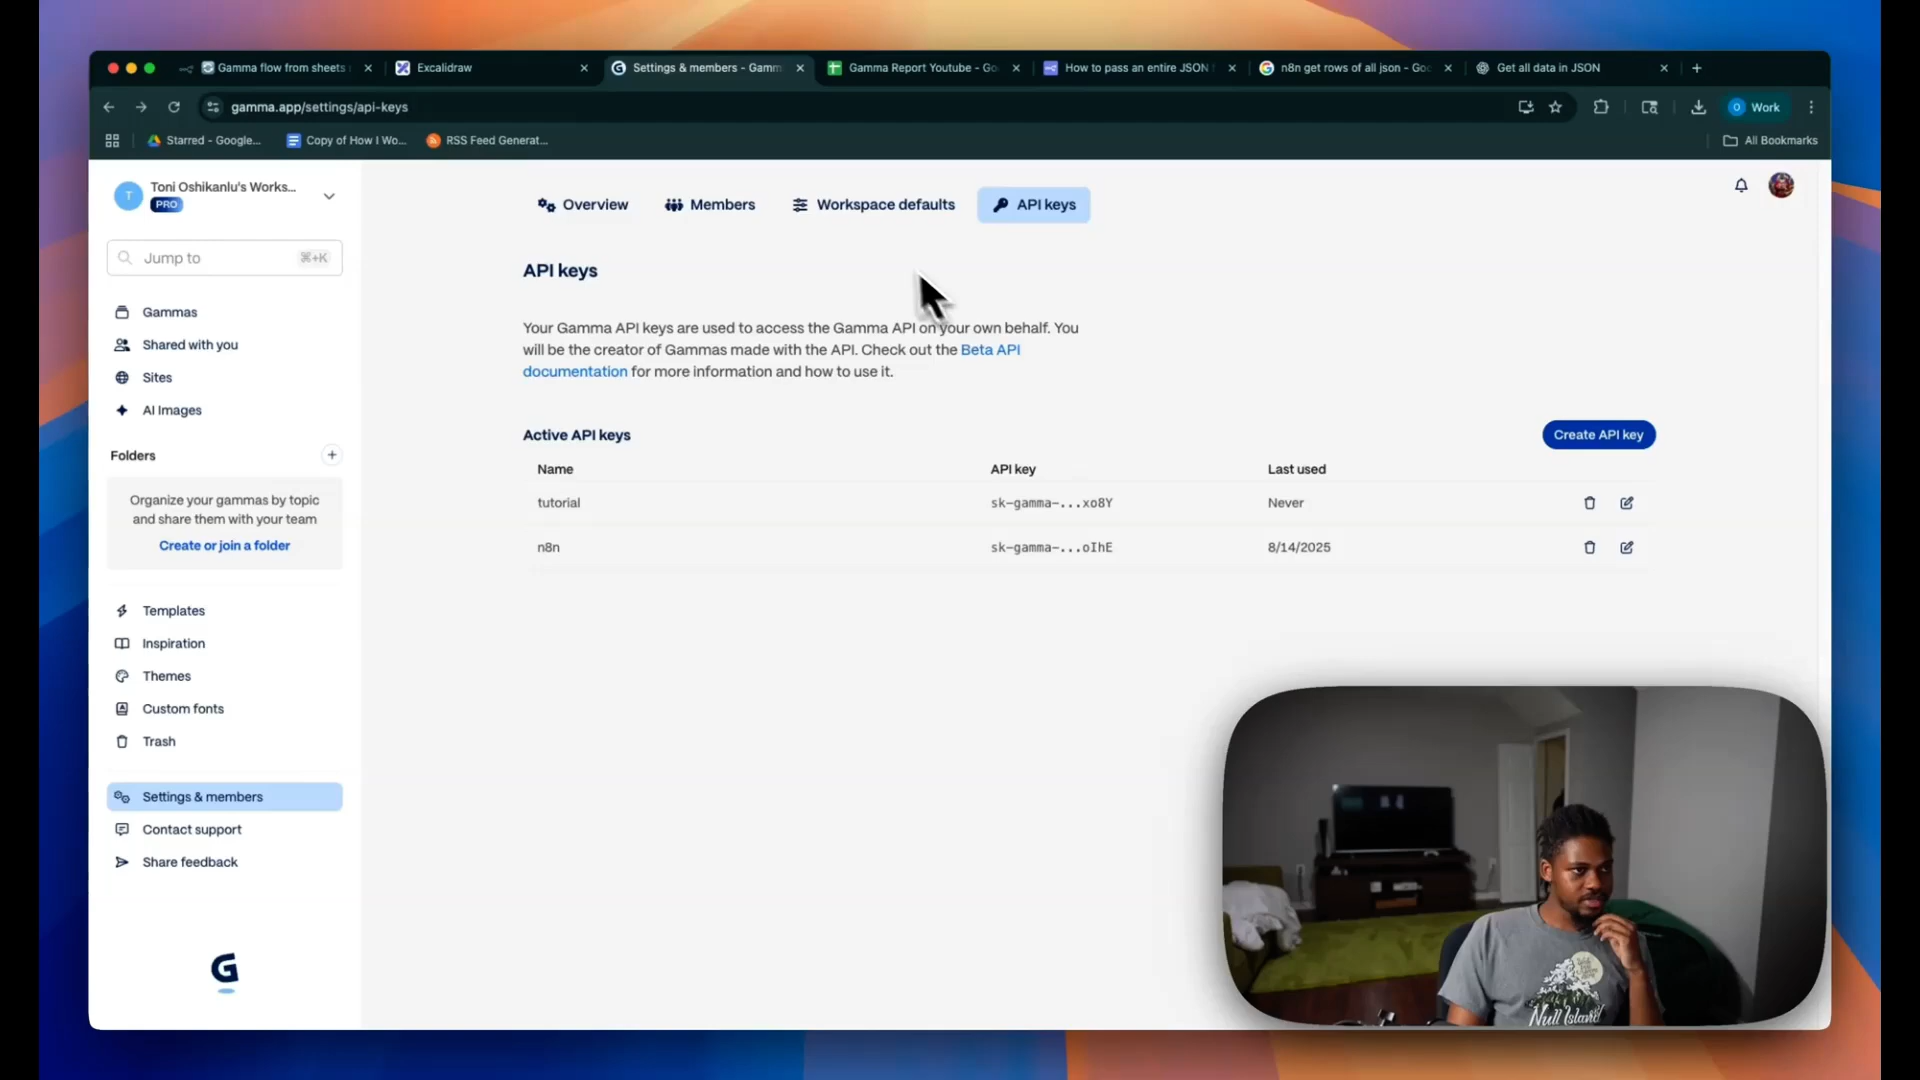 Gamma flow from sheets
Excalidraw
Settings & members - Gamm
Gamma Report Youtube - Go
How to pass an entire JSON
n8n get rows of all json - Goo
Get all data in JSON
gamma.app/settings/api-keys
O Work
Starred - Google...
Copy of How I Wo...
RSS Feed Generat...
All Bookmarks
T
Toni Oshikanlu's Works...
PRO
Overview
Members
Workspace defaults
API keys
Jump to
⌘+K
API keys
Gammas
Shared with you
Sites
AI Images
Your Gamma API keys are used to access the Gamma API on your own behalf. You
will be the creator of Gammas made with the API. Check out the Beta API
documentation for more information and how to use it.
Folders
Organize your gammas by topic
and share them with your team
Create or join a folder
Active API keys
Create API key
Name
API key
Last used
tutorial
sk-gamma-...xo8Y
Never
n8n
sk-gamma-...oIhE
8/14/2025
Templates
Inspiration
Themes
Custom fonts
Trash
Settings & members
Contact support
Share feedback
G
Null Island